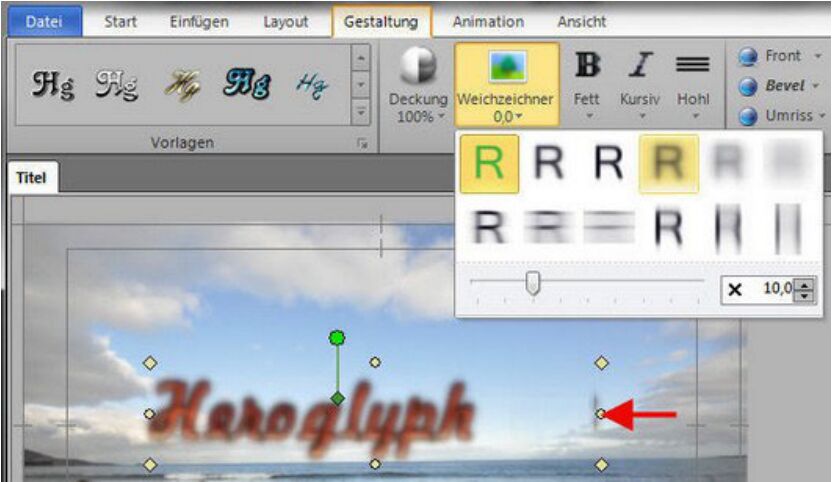 Datei Start Einfügen Layout Gestaltung Animation Ansicht
Hg Hg Hg Hg Hg
Deckung 100%
Weichzeichner 0,0
B Fett
I Kursiv
Hohl
Front
Bevel
Umriss
Vorlagen
Titel
R R R R R
R R R
10,0
Heroglyph